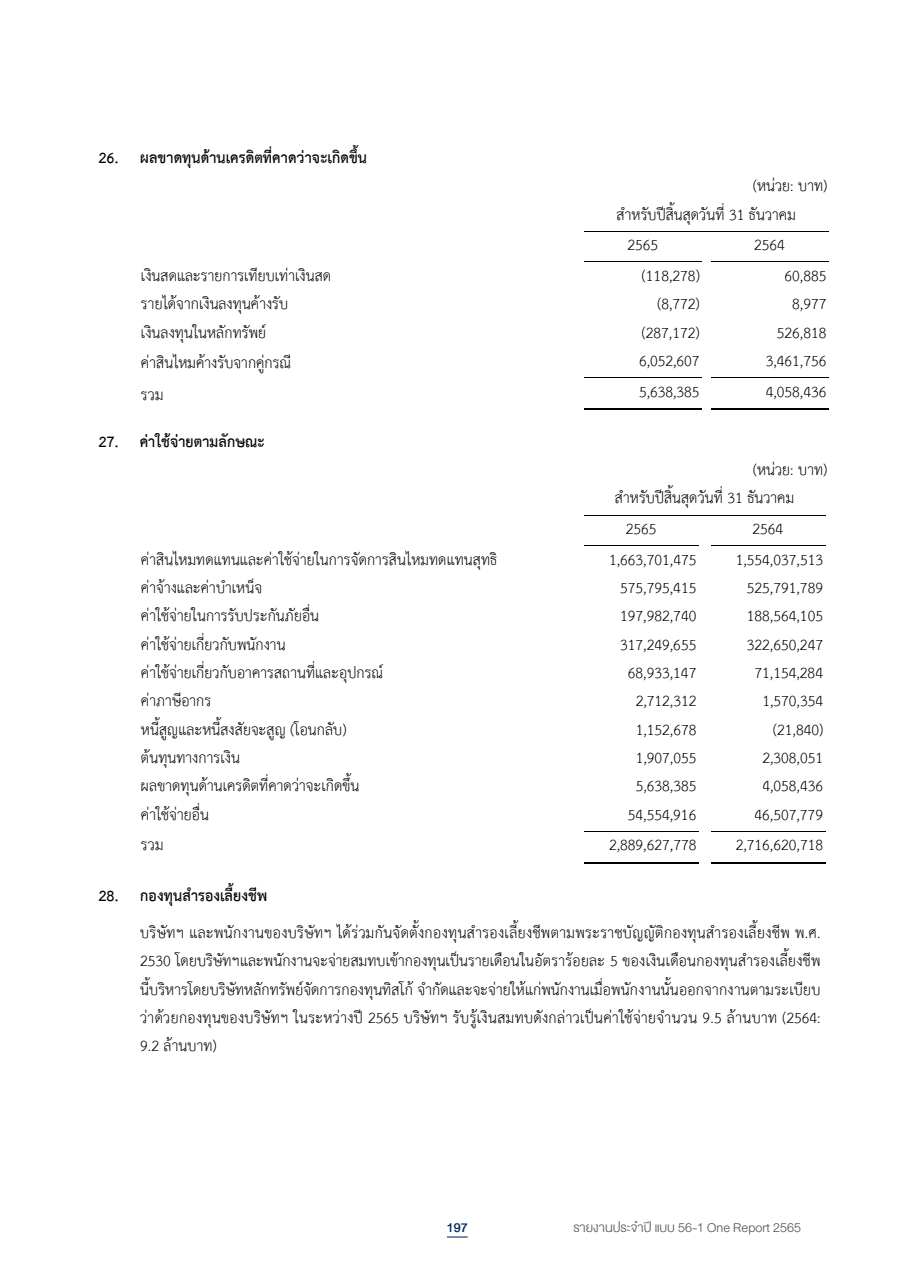 26. ผลขาดทุนด้านเครดิตที่คาดว่าจะเกิดขึ้น
(หน่วย: บาท)
สำหรับปีสิ้นสุดวันที่ 31 ธันวาคม
2565 2564
เงินสดและรายการเทียบเท่าเงินสด (118,278) 60,885
รายได้จากเงินลงทุนค้างรับ (8,772) 8,977
เงินลงทุนในหลักทรัพย์ (287,172) 526,818
ค่าสินไหมค้างรับจากคู่กรณี 6,052,607 3,461,756
รวม 5,638,385 4,058,436
27. ค่าใช้จ่ายตามลักษณะ
(หน่วย: บาท)
สำหรับปีสิ้นสุดวันที่ 31 ธันวาคม
2565 2564
ค่าสินไหมทดแทนและค่าใช้จ่ายในการจัดการสินไหมทดแทนสุทธิ 1,663,701,475 1,554,037,513
ค่าจ้างและค่าบำเหน็จ 575,795,415 525,791,789
ค่าใช้จ่ายในการรับประกันภัยอื่น 197,982,740 188,564,105
ค่าใช้จ่ายเกี่ยวกับพนักงาน 317,249,655 322,650,247
ค่าใช้จ่ายเกี่ยวกับอาคารสถานที่และอุปกรณ์ 68,933,147 71,154,284
ค่าภาษีอากร 2,712,312 1,570,354
หนี้สูญและหนี้สงสัยจะสูญ (โอนกลับ) 1,152,678 (21,840)
ต้นทุนทางการเงิน 1,907,055 2,308,051
ผลขาดทุนด้านเครดิตที่คาดว่าจะเกิดขึ้น 5,638,385 4,058,436
ค่าใช้จ่ายอื่น 54,554,916 46,507,779
รวม 2,889,627,778 2,716,620,718
28. กองทุนสำรองเลี้ยงชีพ
บริษัทฯ และพนักงานของบริษัทฯ ได้ร่วมกันจัดตั้งกองทุนสำรองเลี้ยงชีพตามพระราชบัญญัติกองทุนสำรองเลี้ยงชีพ พ.ศ.
2530 โดยบริษัทฯและพนักงานจะจ่ายสมทบเข้ากองทุนเป็นรายเดือนในอัตราร้อยละ 5 ของเงินเดือนกองทุนสำรองเลี้ยงชีพ
นี้บริหารโดยบริษัทหลักทรัพย์จัดการกองทุนทิสโก้ จำกัดและจะจ่ายให้แก่พนักงานเมื่อพนักงานนั้นออกจากงานตามระเบียบ
ว่าด้วยกองทุนของบริษัทฯ ในระหว่างปี 2565 บริษัทฯ รับรู้เงินสมทบดังกล่าวเป็นค่าใช้จ่ายจำนวน 9.5 ล้านบาท (2564:
9.2 ล้านบาท)
197 รายงานประจำปี แบบ 56-1 One Report 2565